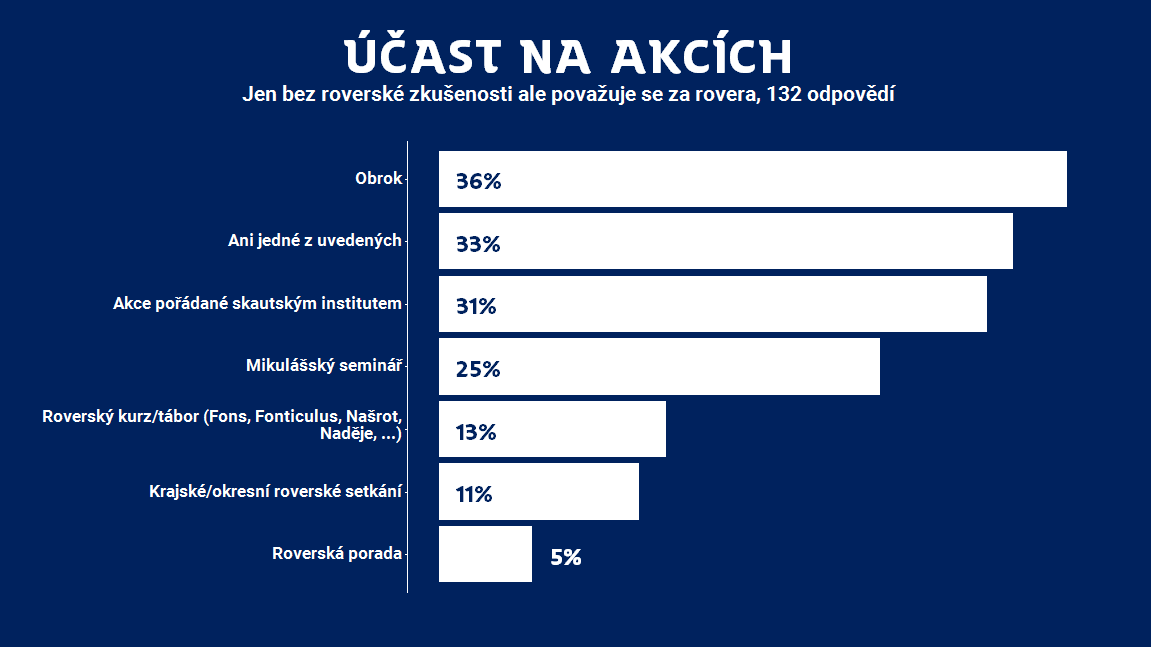 ÚČAST NA AKCÍCH
Jen bez roverské zkušenosti ale považuje se za rovera, 132 odpovědí
Obrok
36%
Ani jedné z uvedených
33%
Akce pořádané skautským institutem
31%
Mikulášský seminář
25%
Roverský kurz/tábor (Fons, Fonticulus, Našrot,
Naděje, ...)
13%
Krajské/okresní roverské setkání
11%
Roverská porada
5%